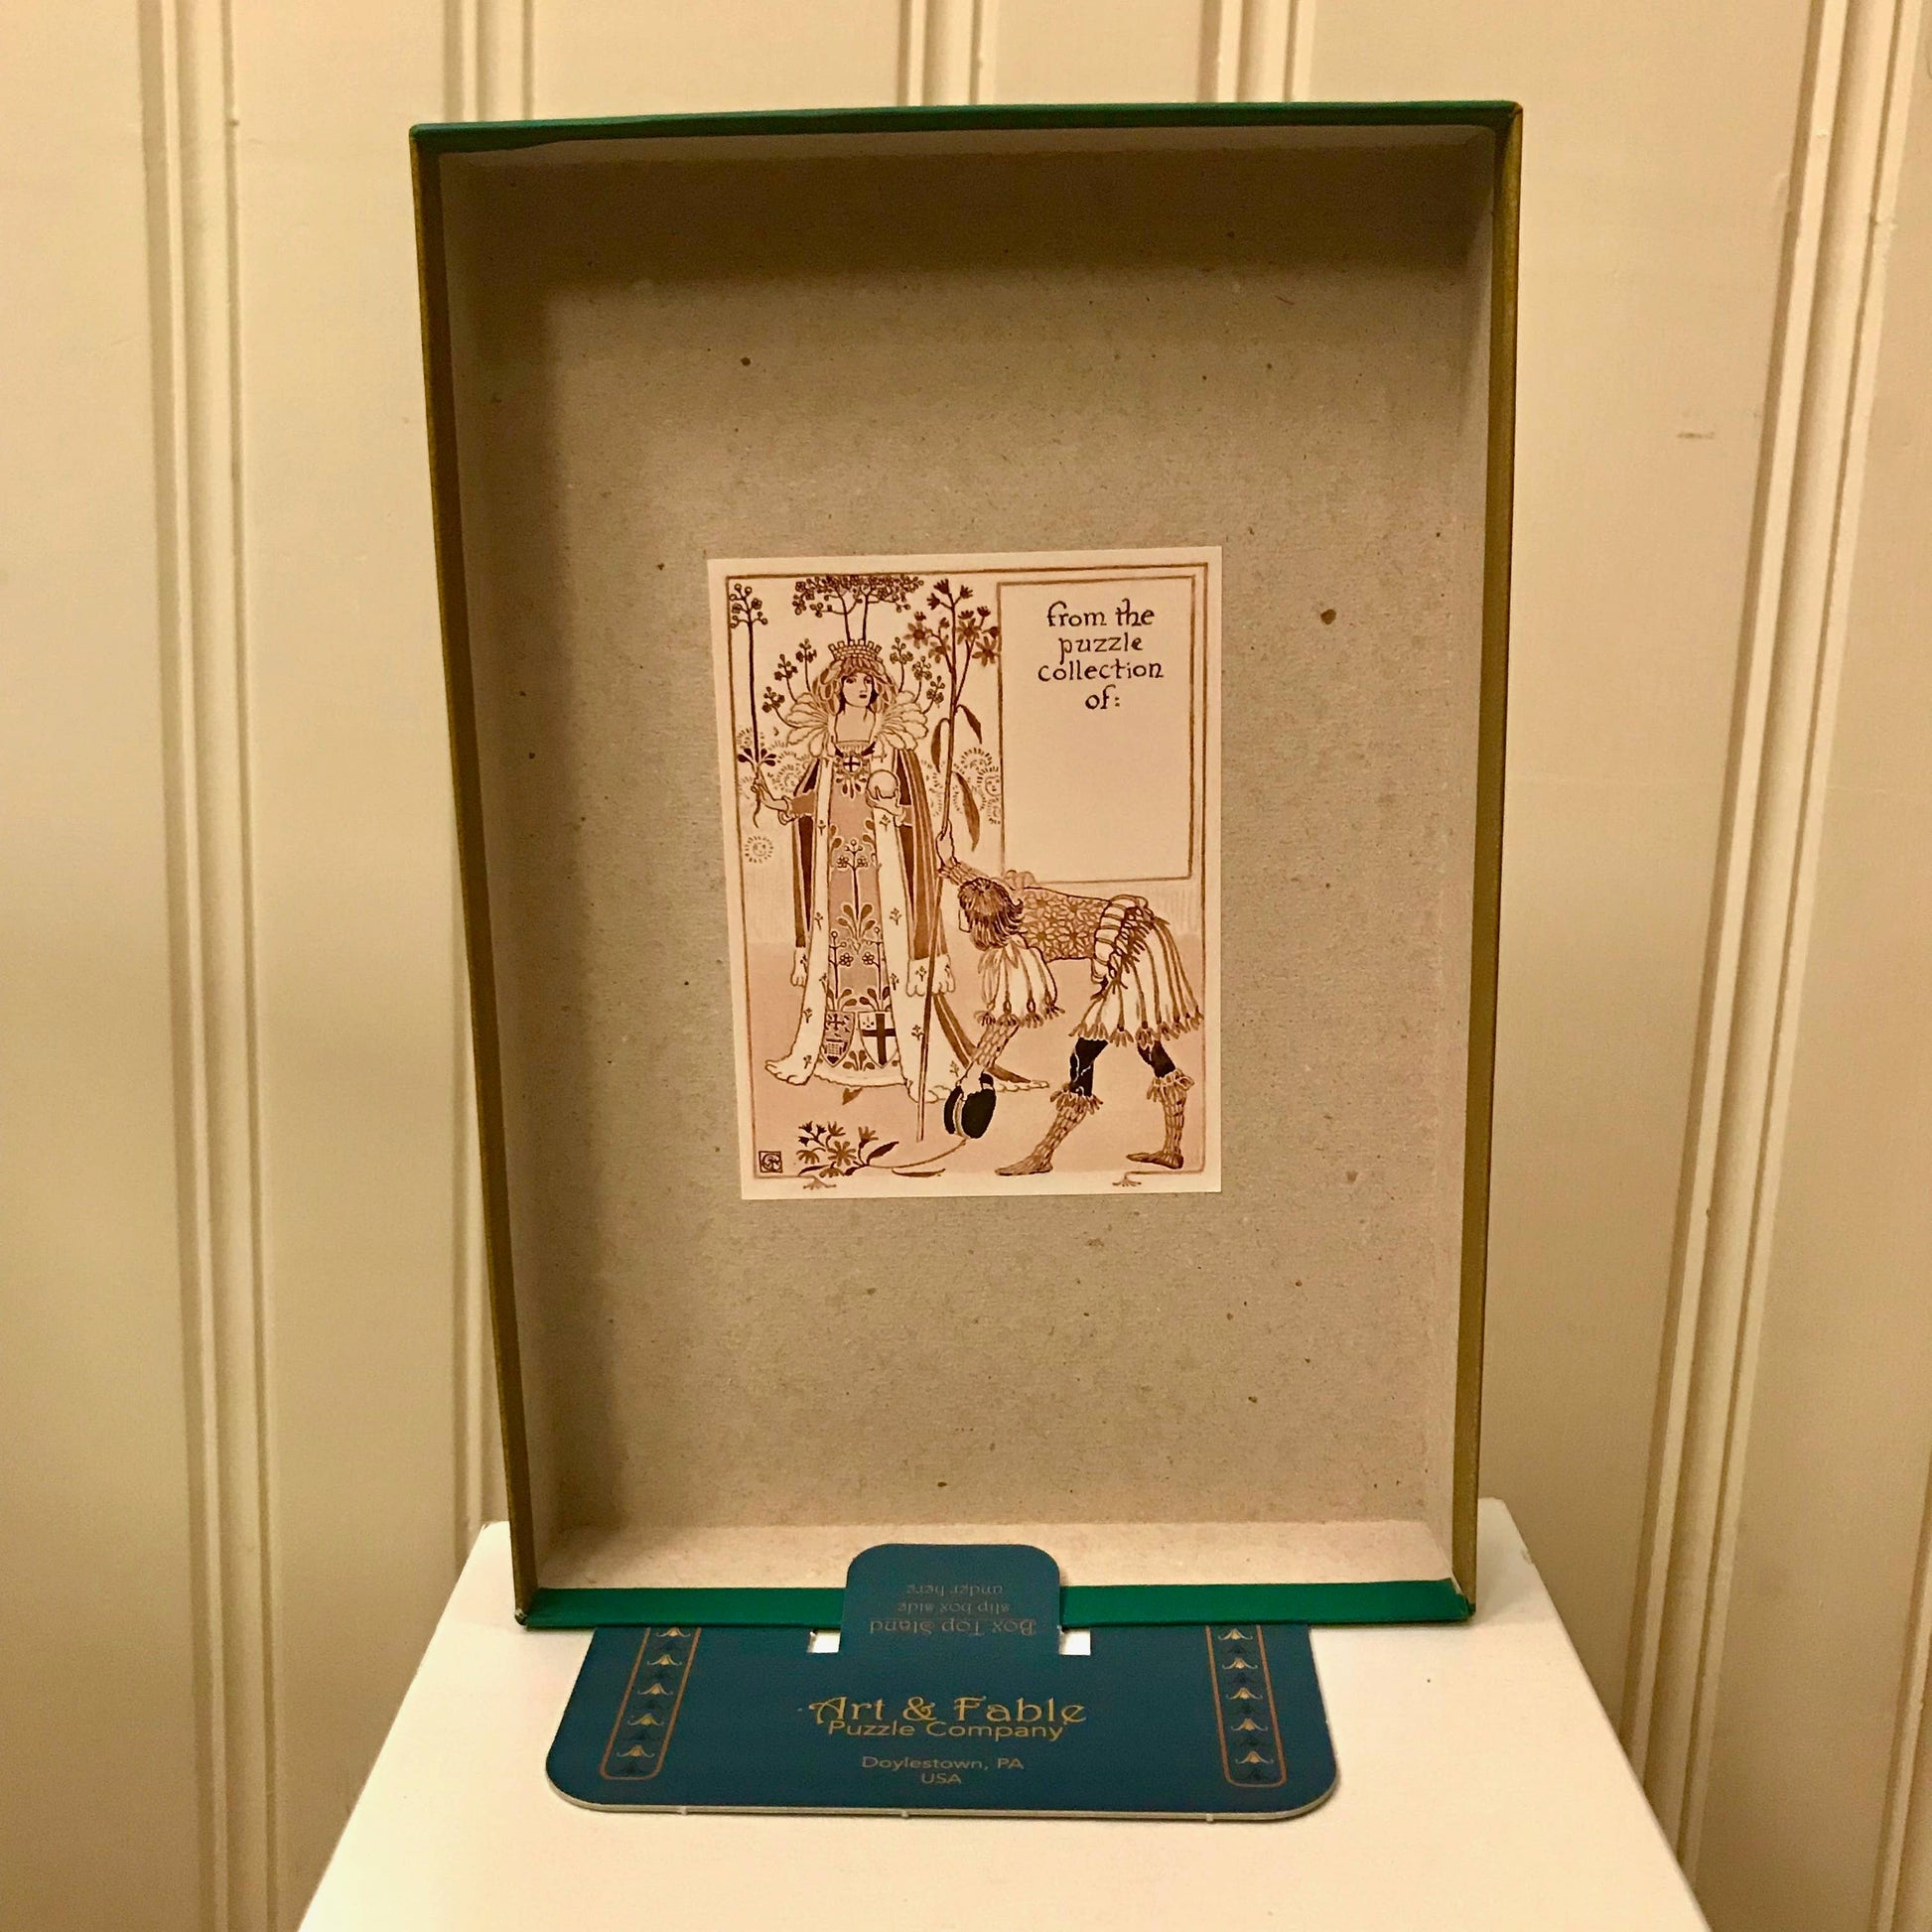 from the
puzzle
collection
of:
Box Top Stand
slip box side
under here
Art & Fable
Puzzle Company
Doylestown, PA
USA